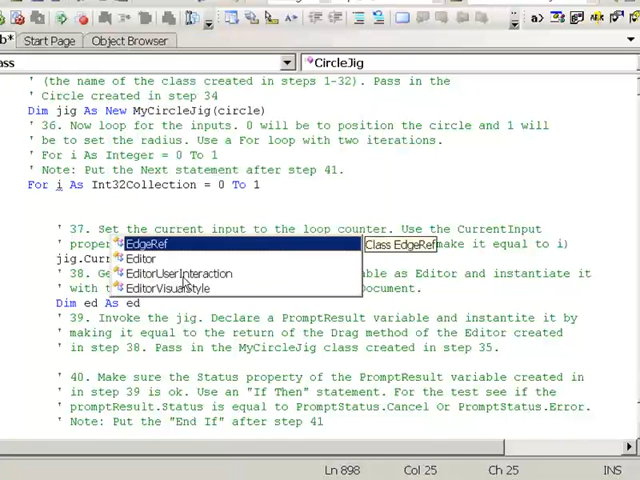 a>
b*
Start Page
Object Browser
ass
CircleJig
' (the name of the class created in steps 1-32). Pass in the
' Circle created in step 34
Dim jig As New MyCircleJig(circle)
' 36. Now loop for the inputs. 0 will be to position the circle and 1 will
' be to set the radius. Use a For loop with two iterations.
' For i As Integer = 0 To 1
' Note: Put the Next statement after step 41.
For i As Int32Collection = 0 To 1
' 37. Set the current input to the loop counter. Use the CurrentInput
' proper
EdgeRef
Class EdgeRef
make it equal to i)
jig.Curr
Editor
' 38. Ge
EditorUserInteraction
able as Editor and instantiate it
' with t
EditorVisualStyle
Document.
Dim ed As ed
' 39. Invoke the jig. Declare a PromptResult variable and instantiate it by
' making it equal to the return of the Drag method of the Editor created
' in step 38. Pass in the MyCircleJig class created in step 35.
' 40. Make sure the Status property of the PromptResult variable created in
' in step 39 is ok. Use an "If Then" statement. For the test see if the
' promptResult.Status is equal to PromptStatus.Cancel Or PromptStatus.Error.
' Note: Put the "End If" after step 41
Ln 898
Col 25
Ch 25
INS